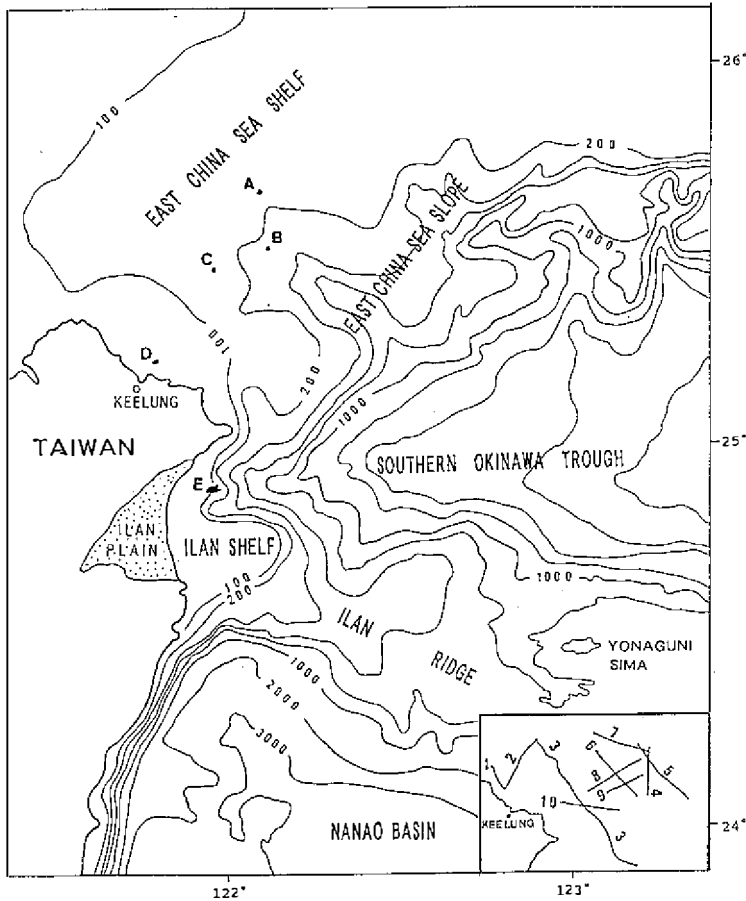 26°
100
EAST CHINA SEA SHELF
200
A
B
C
EAST CHINA SEA SLOPE
1000
100
D
200
KEELUNG
1000
25°
TAIWAN
SOUTHERN OKINAWA TROUGH
E
ILAN
PLAIN
ILAN SHELF
100
200
1000
ILAN
RIDGE
YONAGUNI
SIMA
1000
2000
3000
NANAO BASIN
1
2
3
7
6
8
9
5
4
10
KEELUNG
3
24°
122°
123°